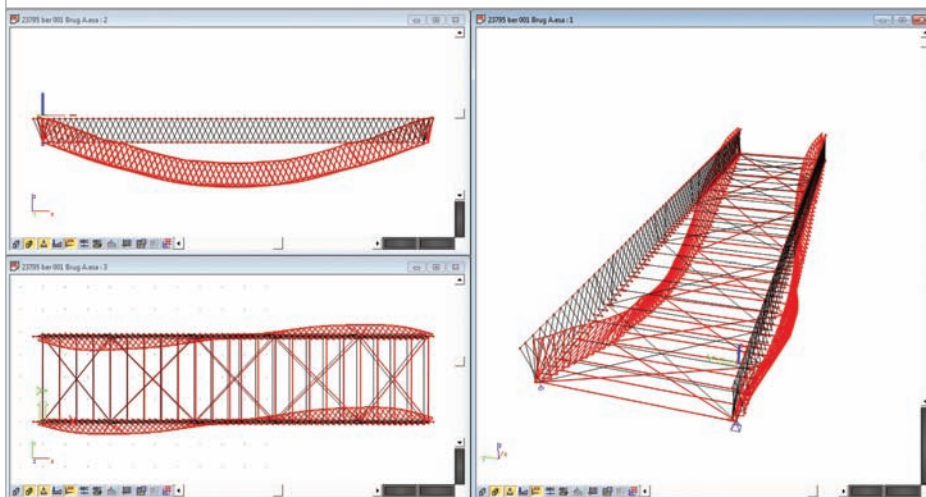 23795 ber 001 Brug A.esa : 2
23795 ber 001 Brug A.esa : 1
23795 ber 001 Brug A.esa : 3